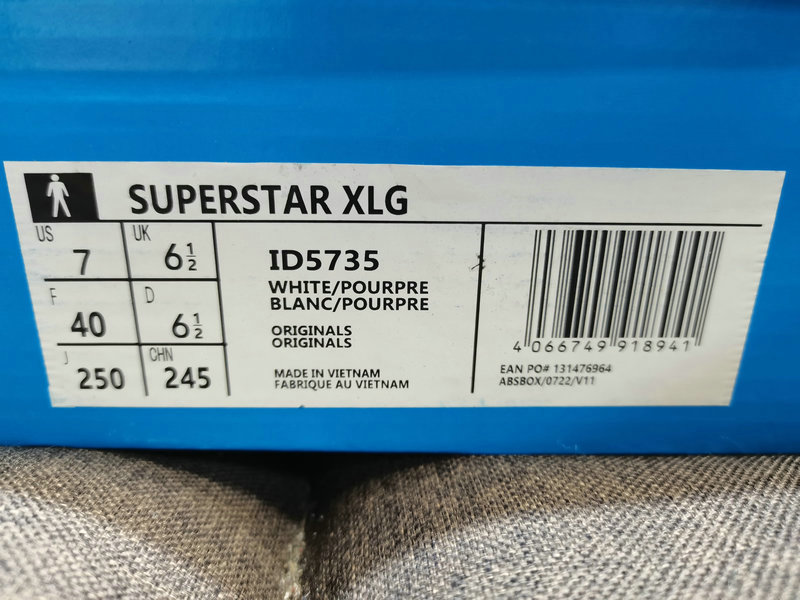 SUPERSTAR XLG
US 7 UK 6½
F 40 D 6½
J 250 CHN 245
ID5735
WHITE/POURPRE
BLANC/POURPRE
ORIGINALS
ORIGINALS
MADE IN VIETNAM
FABRIQUE AU VIETNAM
4 066749 918941
EAN PO# 131476964
ABSBOX/0722/V11